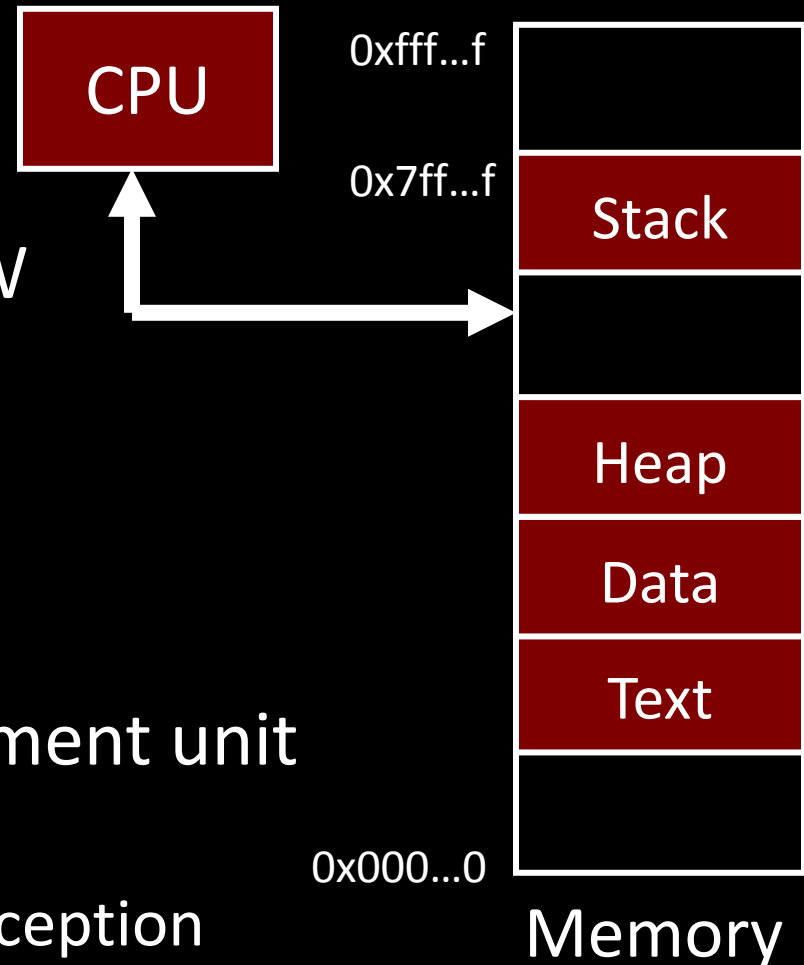 CPU
0xfff...f
0x7ff...f
Stack
Heap
Data
Text
ment unit
0x000...0
ception
Memory